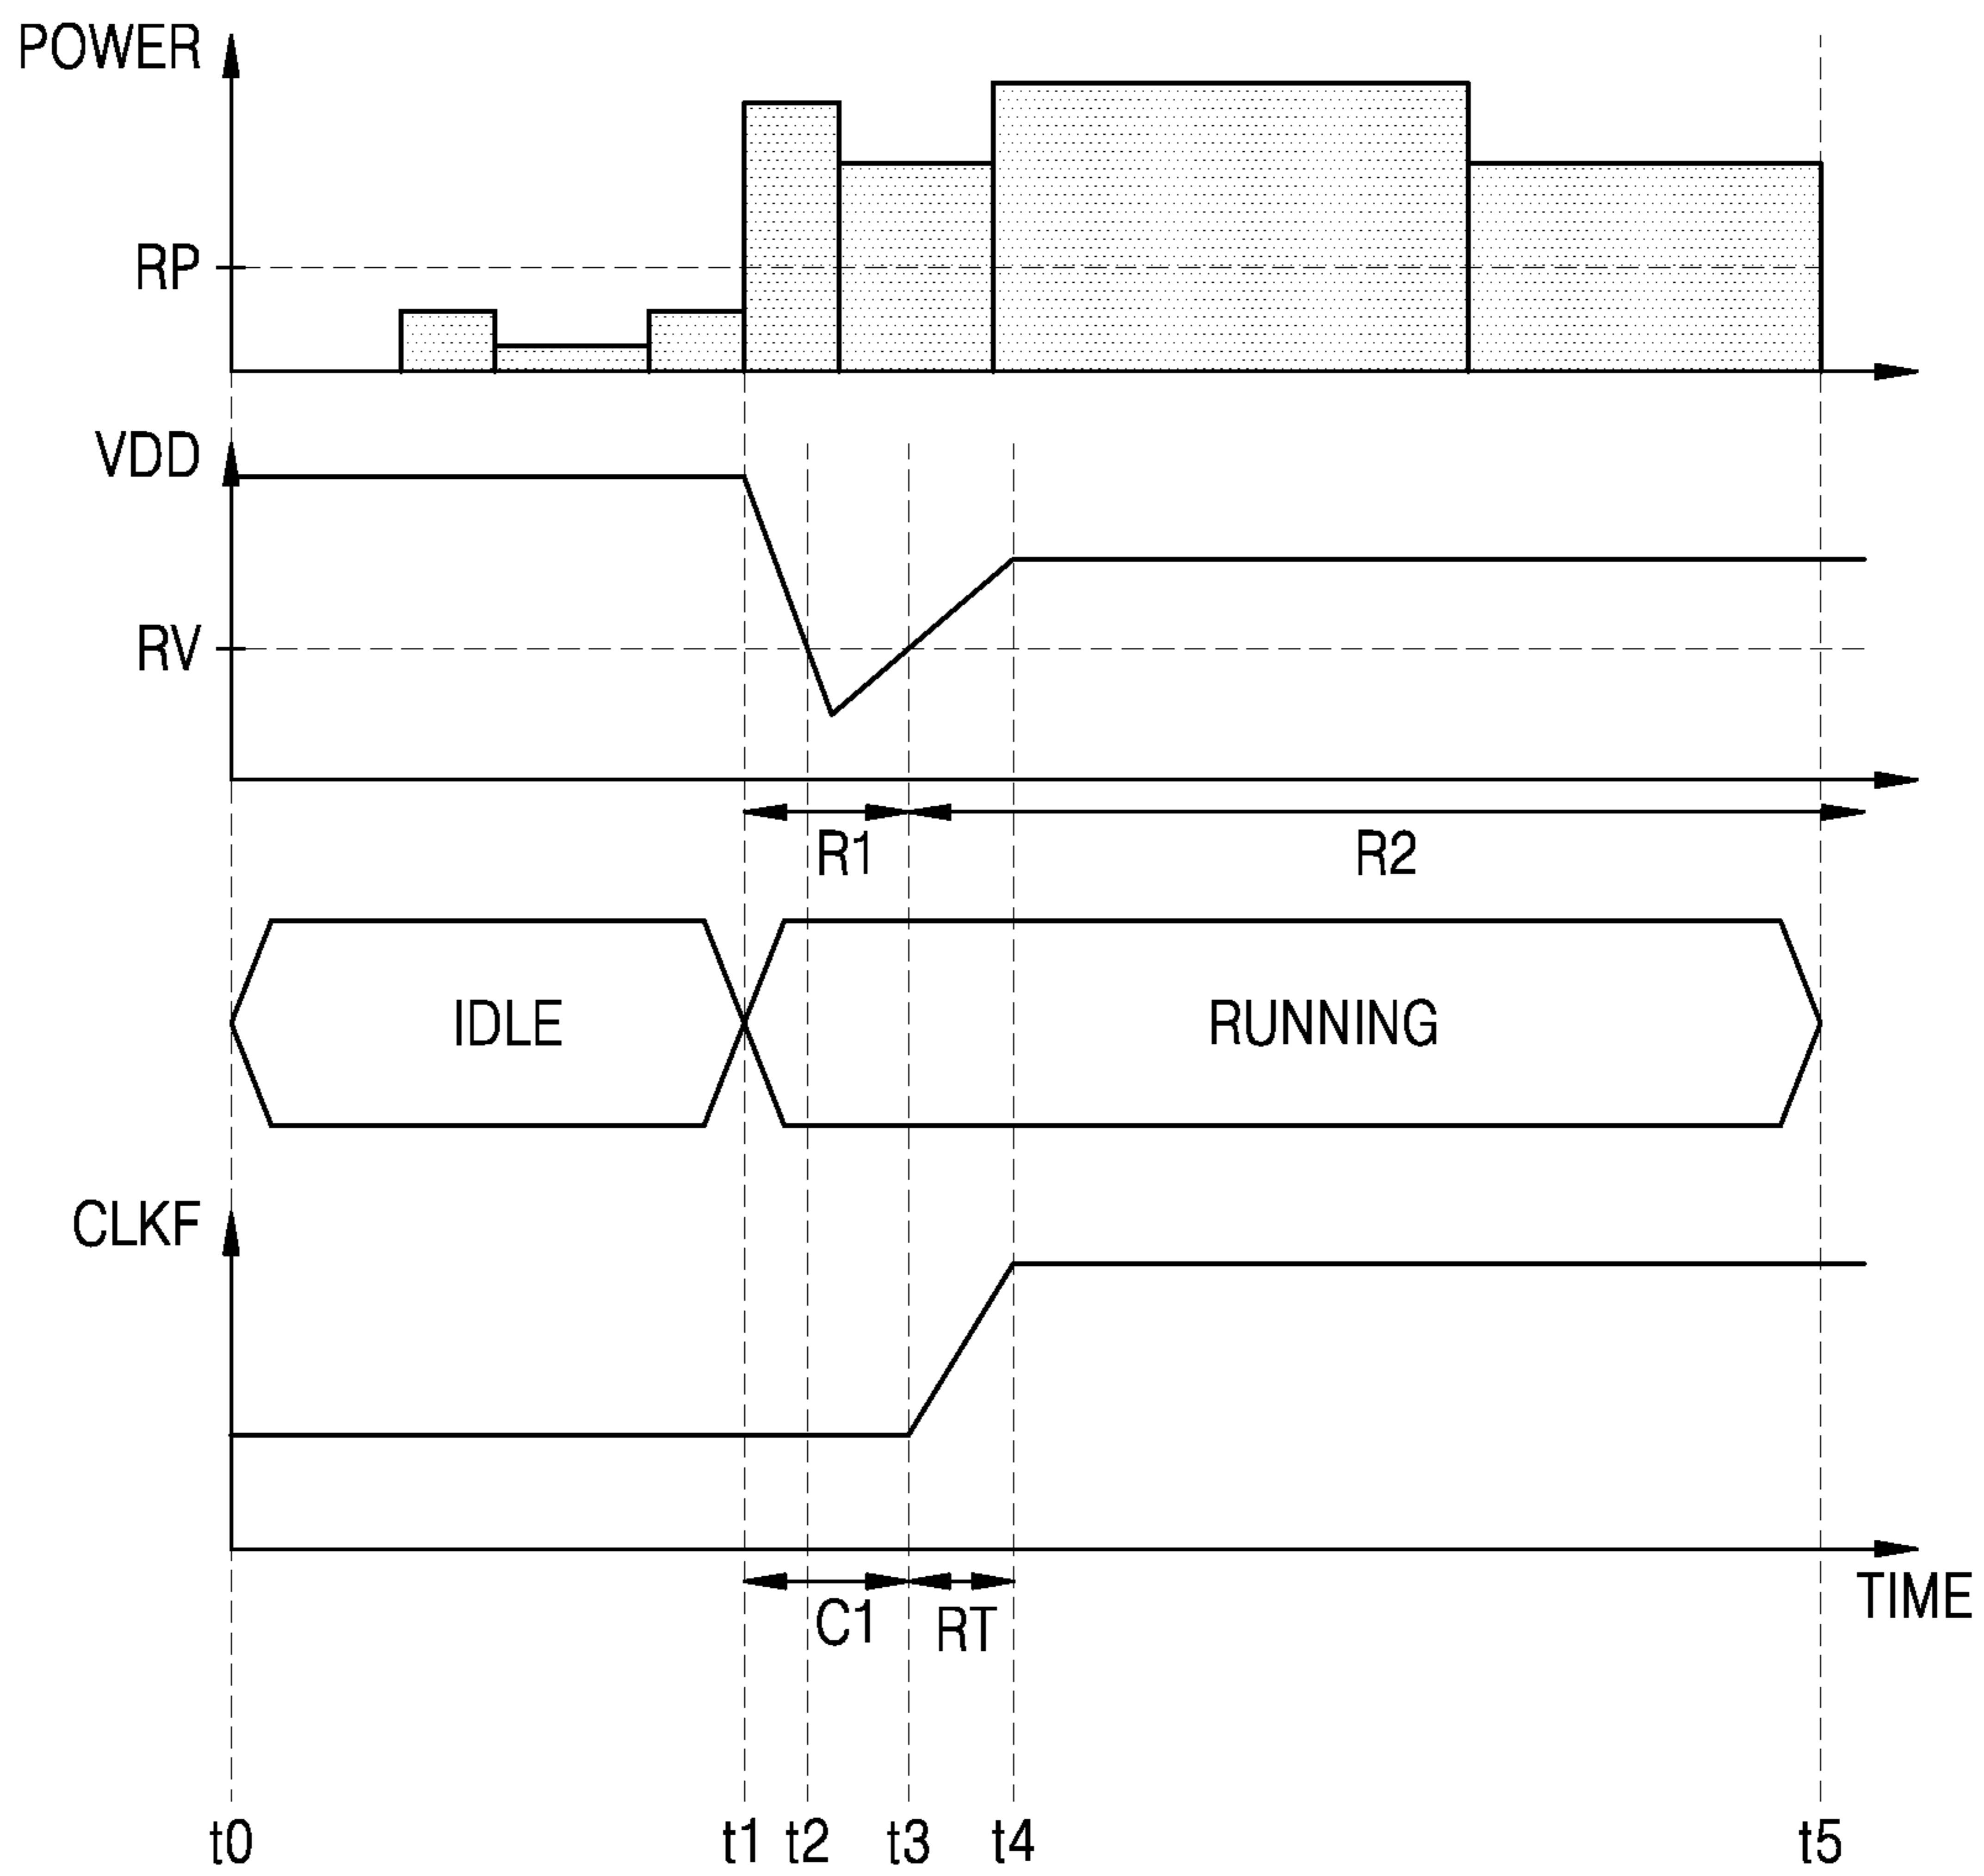 POWER
RP
VDD
RV
R1 R2
IDLE RUNNING
CLKF
TIME
C1 RT
t0 t1 t2 t3 t4 t5